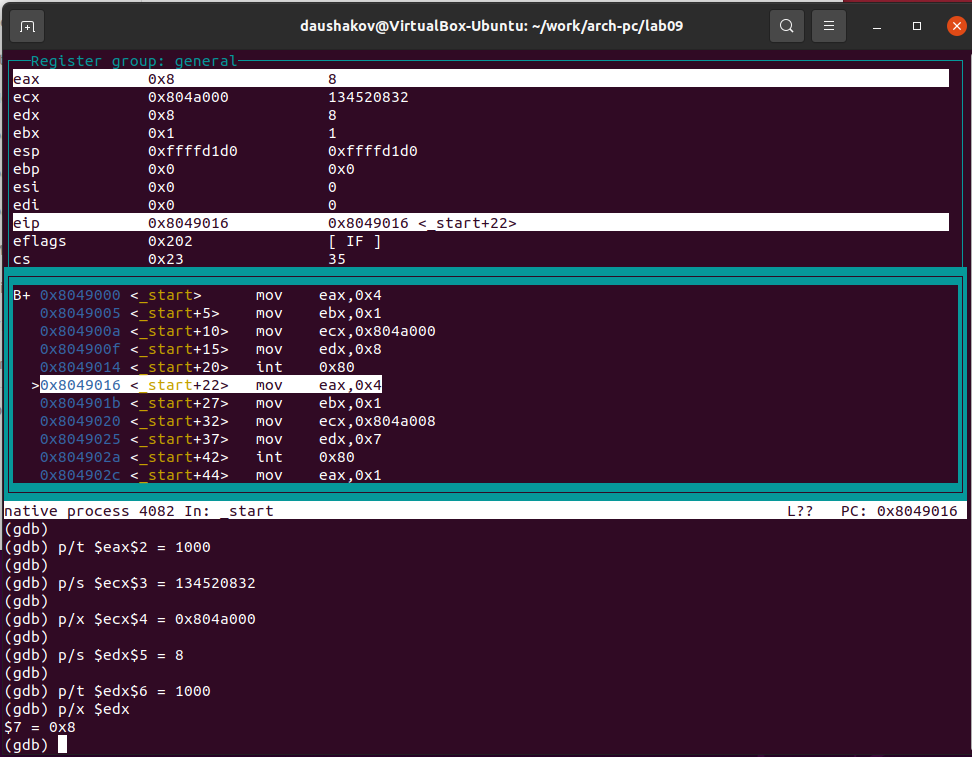 daushakov@VirtualBox-Ubuntu: ~/work/arch-pc/lab09
Register group: general
eax 0x8 8
ecx 0x804a000 134520832
edx 0x8 8
ebx 0x1 1
esp 0xffffd1d0 0xffffd1d0
ebp 0x0 0x0
esi 0x0 0
edi 0x0 0
eip 0x8049016 0x8049016 <_start+22>
eflags 0x202 [ IF ]
cs 0x23 35
B+ 0x8049000 <_start> mov eax,0x4
0x8049005 <_start+5> mov ebx,0x1
0x804900a <_start+10> mov ecx,0x804a000
0x804900f <_start+15> mov edx,0x8
0x8049014 <_start+20> int 0x80
>0x8049016 <_start+22> mov eax,0x4
0x804901b <_start+27> mov ebx,0x1
0x8049020 <_start+32> mov ecx,0x804a008
0x8049025 <_start+37> mov edx,0x7
0x804902a <_start+42> int 0x80
0x804902c <_start+44> mov eax,0x1
native process 4082 In: _start L?? PC: 0x8049016
(gdb)
(gdb) p/t $eax$2 = 1000
(gdb)
(gdb) p/s $ecx$3 = 134520832
(gdb)
(gdb) p/x $ecx$4 = 0x804a000
(gdb)
(gdb) p/s $edx$5 = 8
(gdb)
(gdb) p/t $edx$6 = 1000
(gdb) p/x $edx
$7 = 0x8
(gdb)